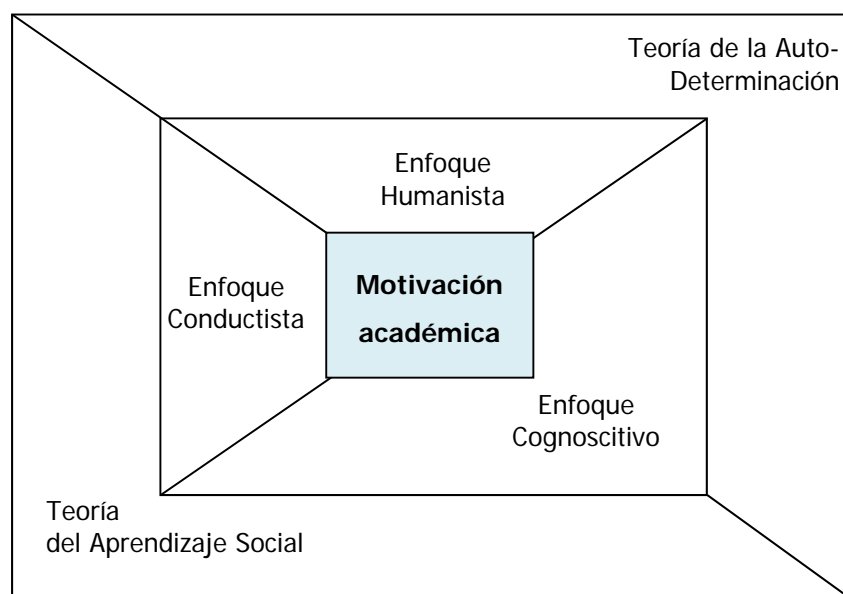 Teoría de la Auto-
Determinación
Enfoque
Humanista
Enfoque
Conductista
Motivación
académica
Enfoque
Cognoscitivo
Teoría
del Aprendizaje Social